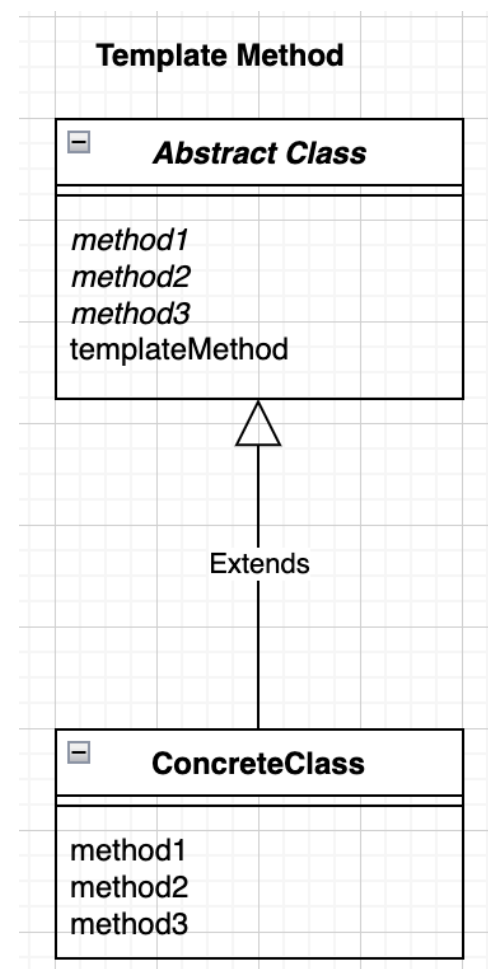 Template Method
Abstract Class
method1
method2
method3
templateMethod
Extends
ConcreteClass
method1
method2
method3